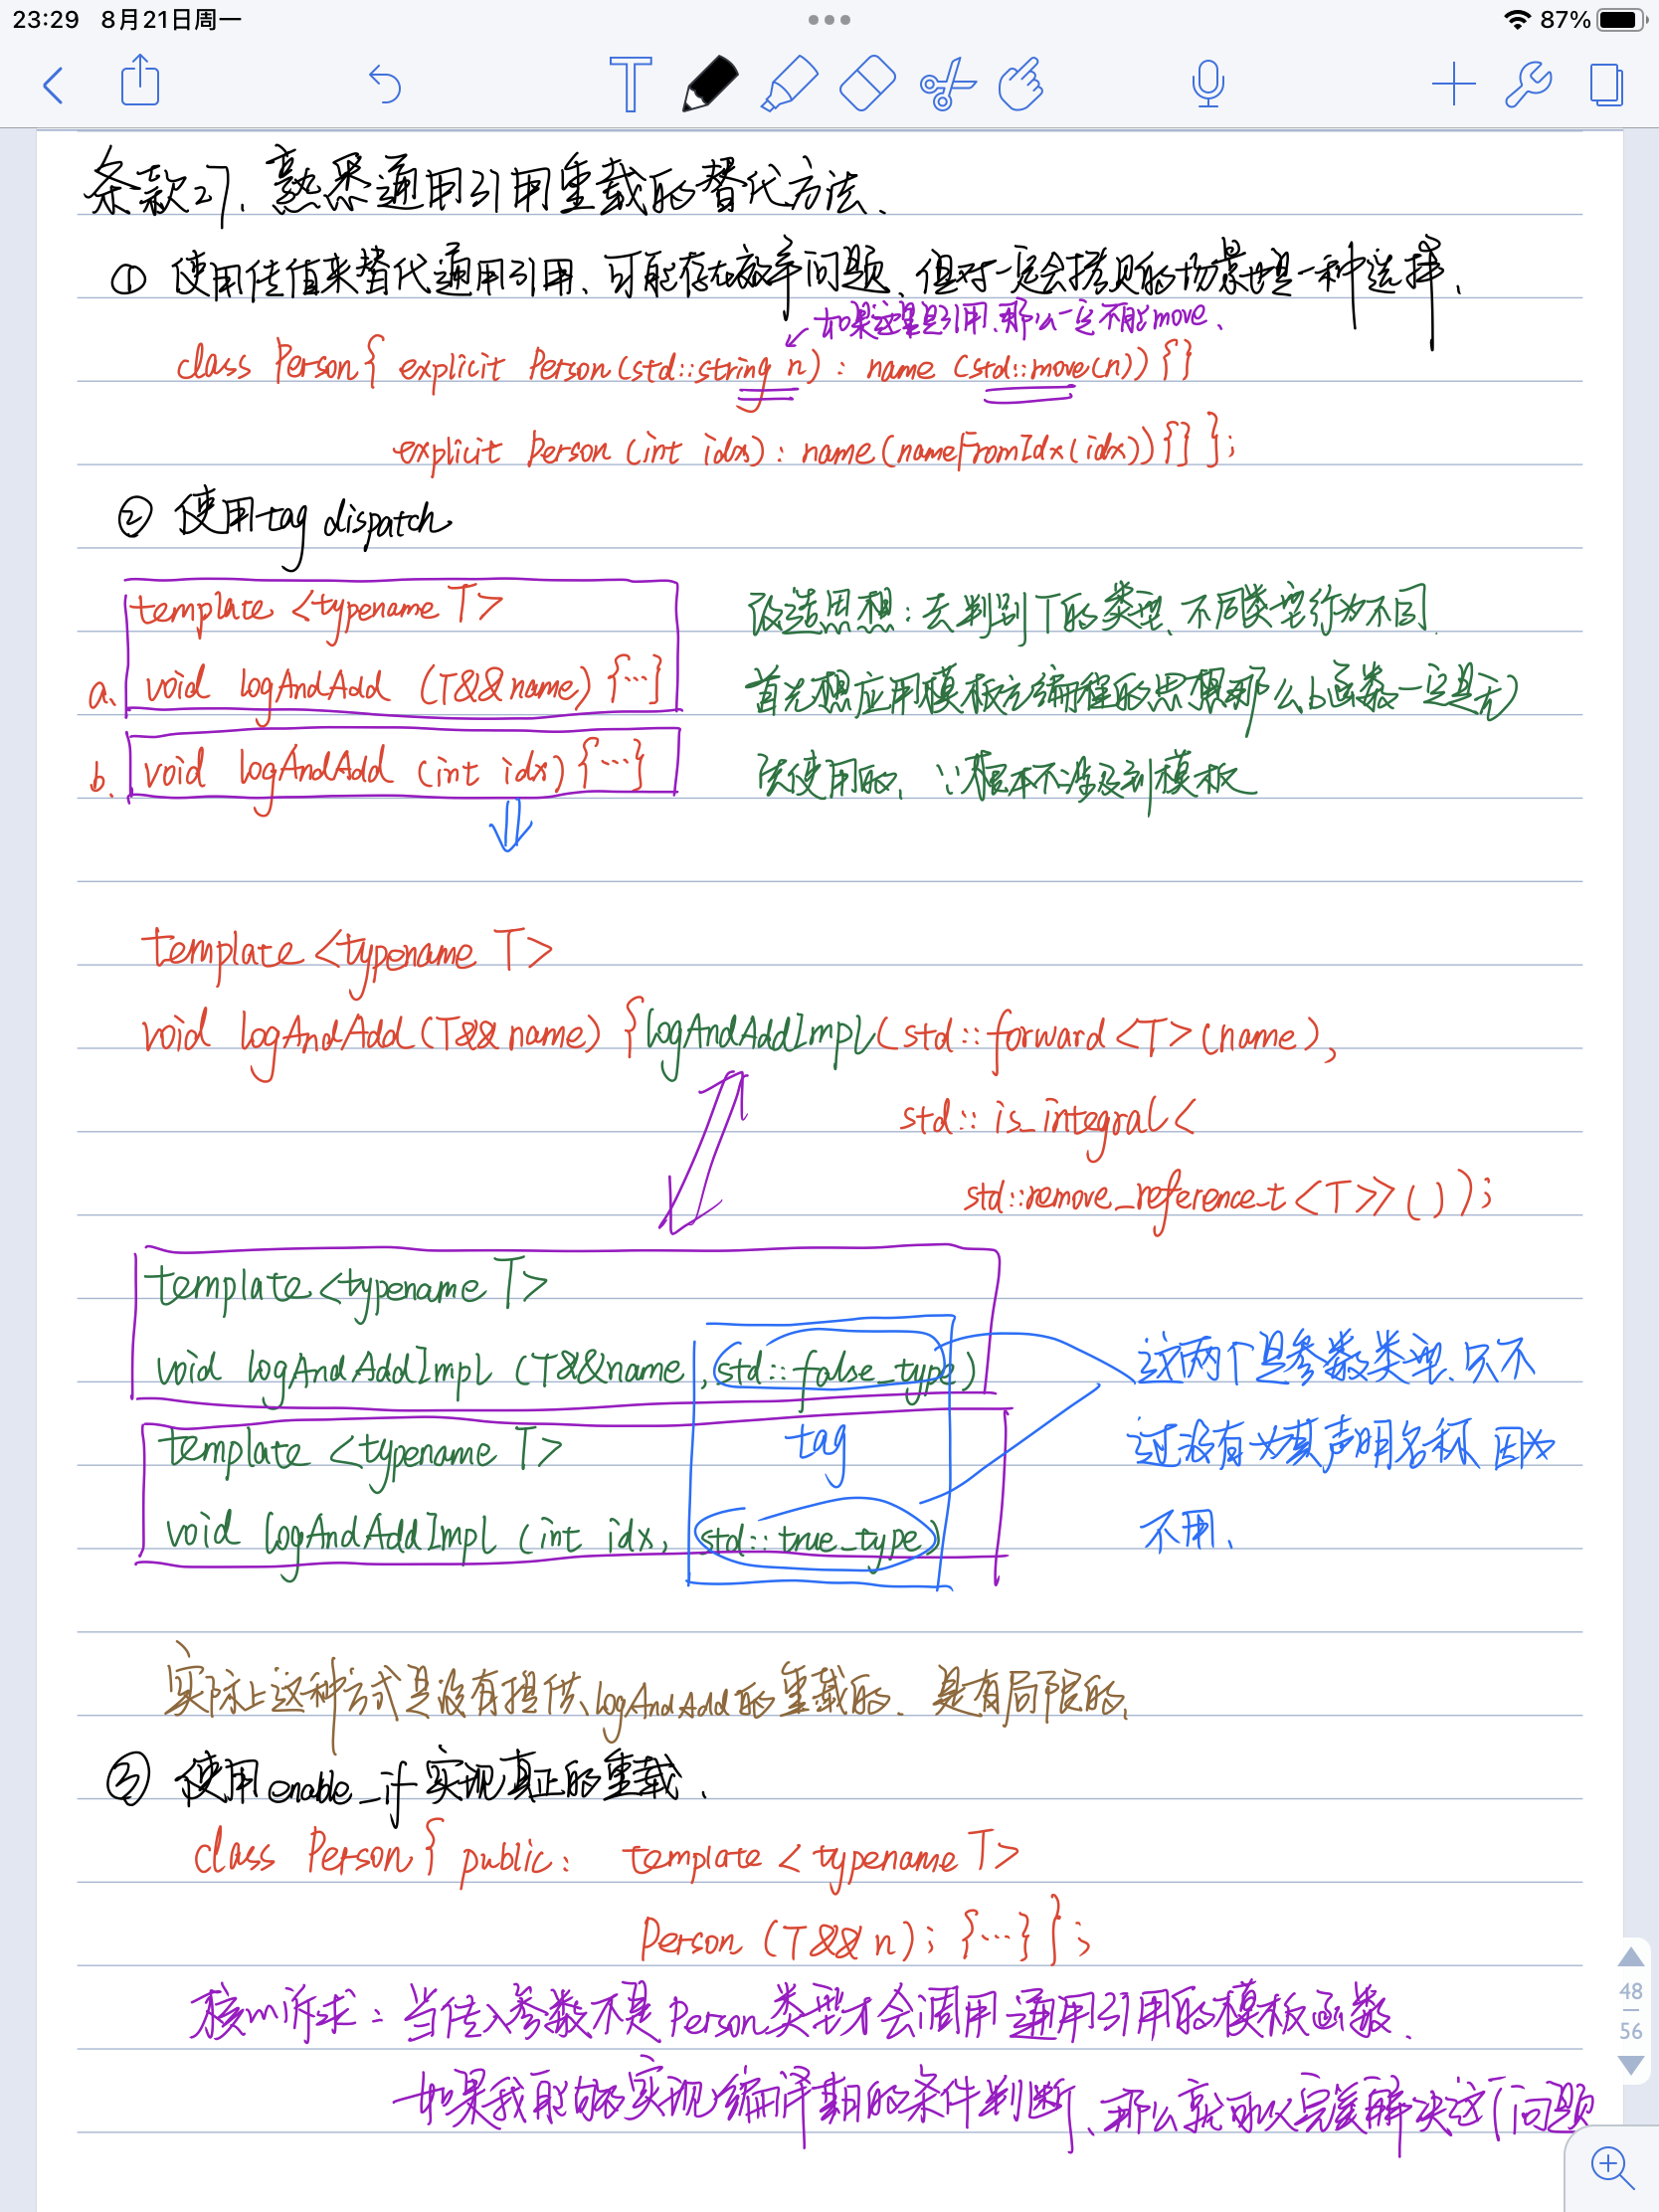 23:29 8月21日周一
87%
条款27、熟悉通用引用重载的替代方法、
① 使用传值来替代通用引用、可能存在效率问题、但对一定会拷贝的场景也是一种选择、
如果这里是引用、那么一定不能move、
class Person{ explicit Person(std::string n) : name (std::move(n)) {}
explicit Person (int idx) : name(nameFromIdx(idx)) {} };
② 使用tag dispatch
template <typename T>
a、 void logAndAdd (T&& name) {…}
b. void logAndAdd (int idx) {…}
改造思想：去判别T的类型、不同类型行为不同.
首先想应用模板元编程的思想那么b函数一定是无
法使用的、∵根本不涉及到模板
template <typename T>
void logAndAdd(T&& name) { logAndAddImpl(std::forward<T>(name),
std::is_integral<
std::remove_reference_t<T>>());
template <typename T>
void logAndAddImpl (T&& name, std::false_type)
tag
template <typename T>
void logAndAddImpl (int idx, std::true_type)
这两个是参数类型、只不
过没有为其声明名称、因为
不用、
实际上这种方式是没有提供logAndAdd的重载的、是有局限的、
③ 使用enable_if实现真正的重载、
class Person{ public: template <typename T>
Person (T&& n); {…} };
核心诉求：当传入参数不是Person类型才会调用通用引用的模板函数、
如果我能够实现编译期的条件判断、那么就可以完美解决这个问题
48
56